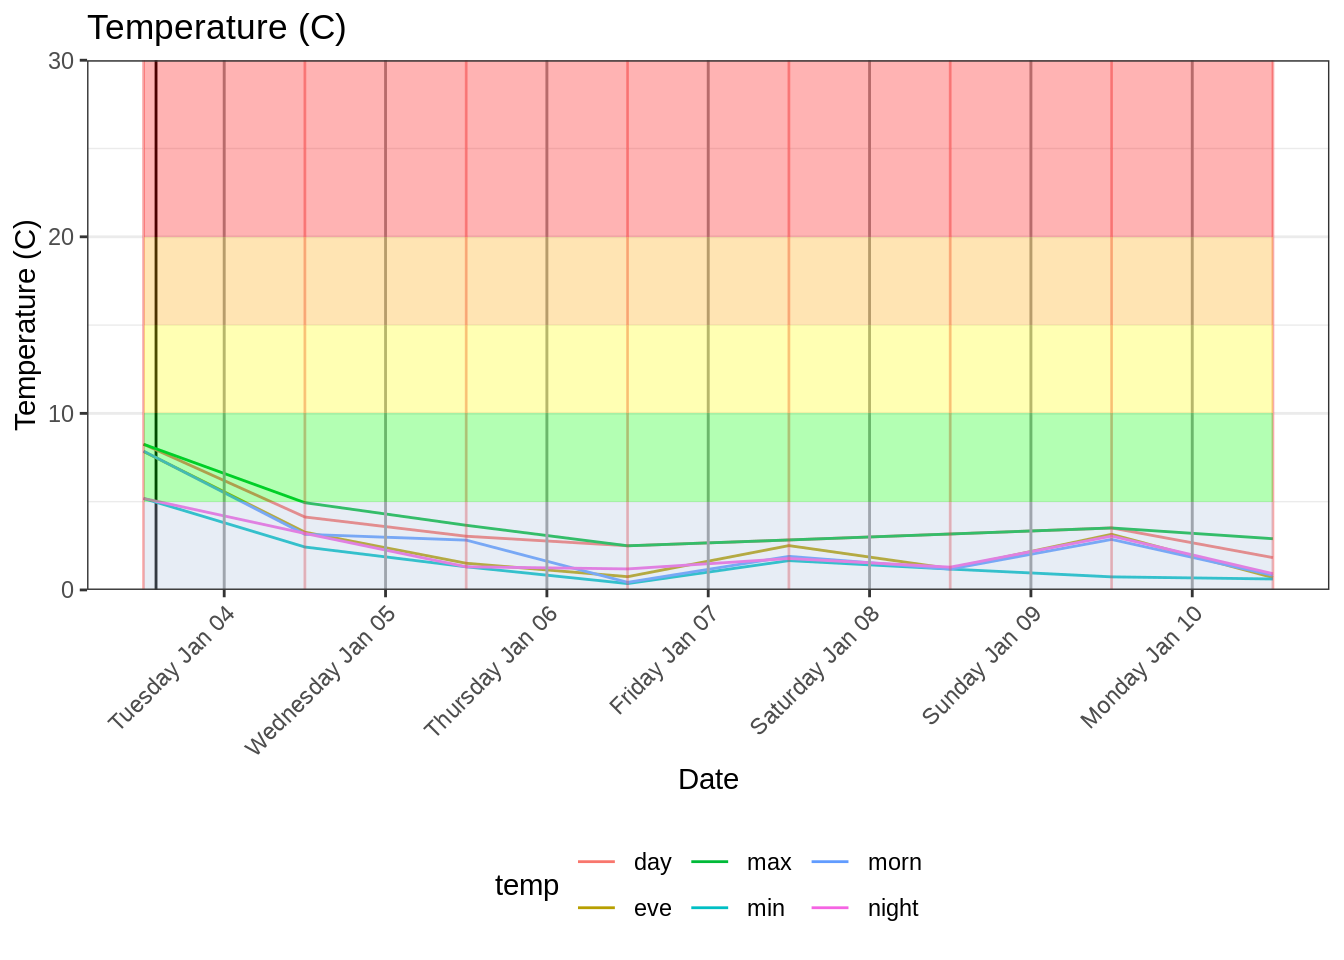 Temperature (C)
30
20
10
0
Temperature (C)
Tuesday Jan 04
Wednesday Jan 05
Thursday Jan 06
Friday Jan 07
Saturday Jan 08
Sunday Jan 09
Monday Jan 10
Date
temp
day
max
morn
eve
min
night